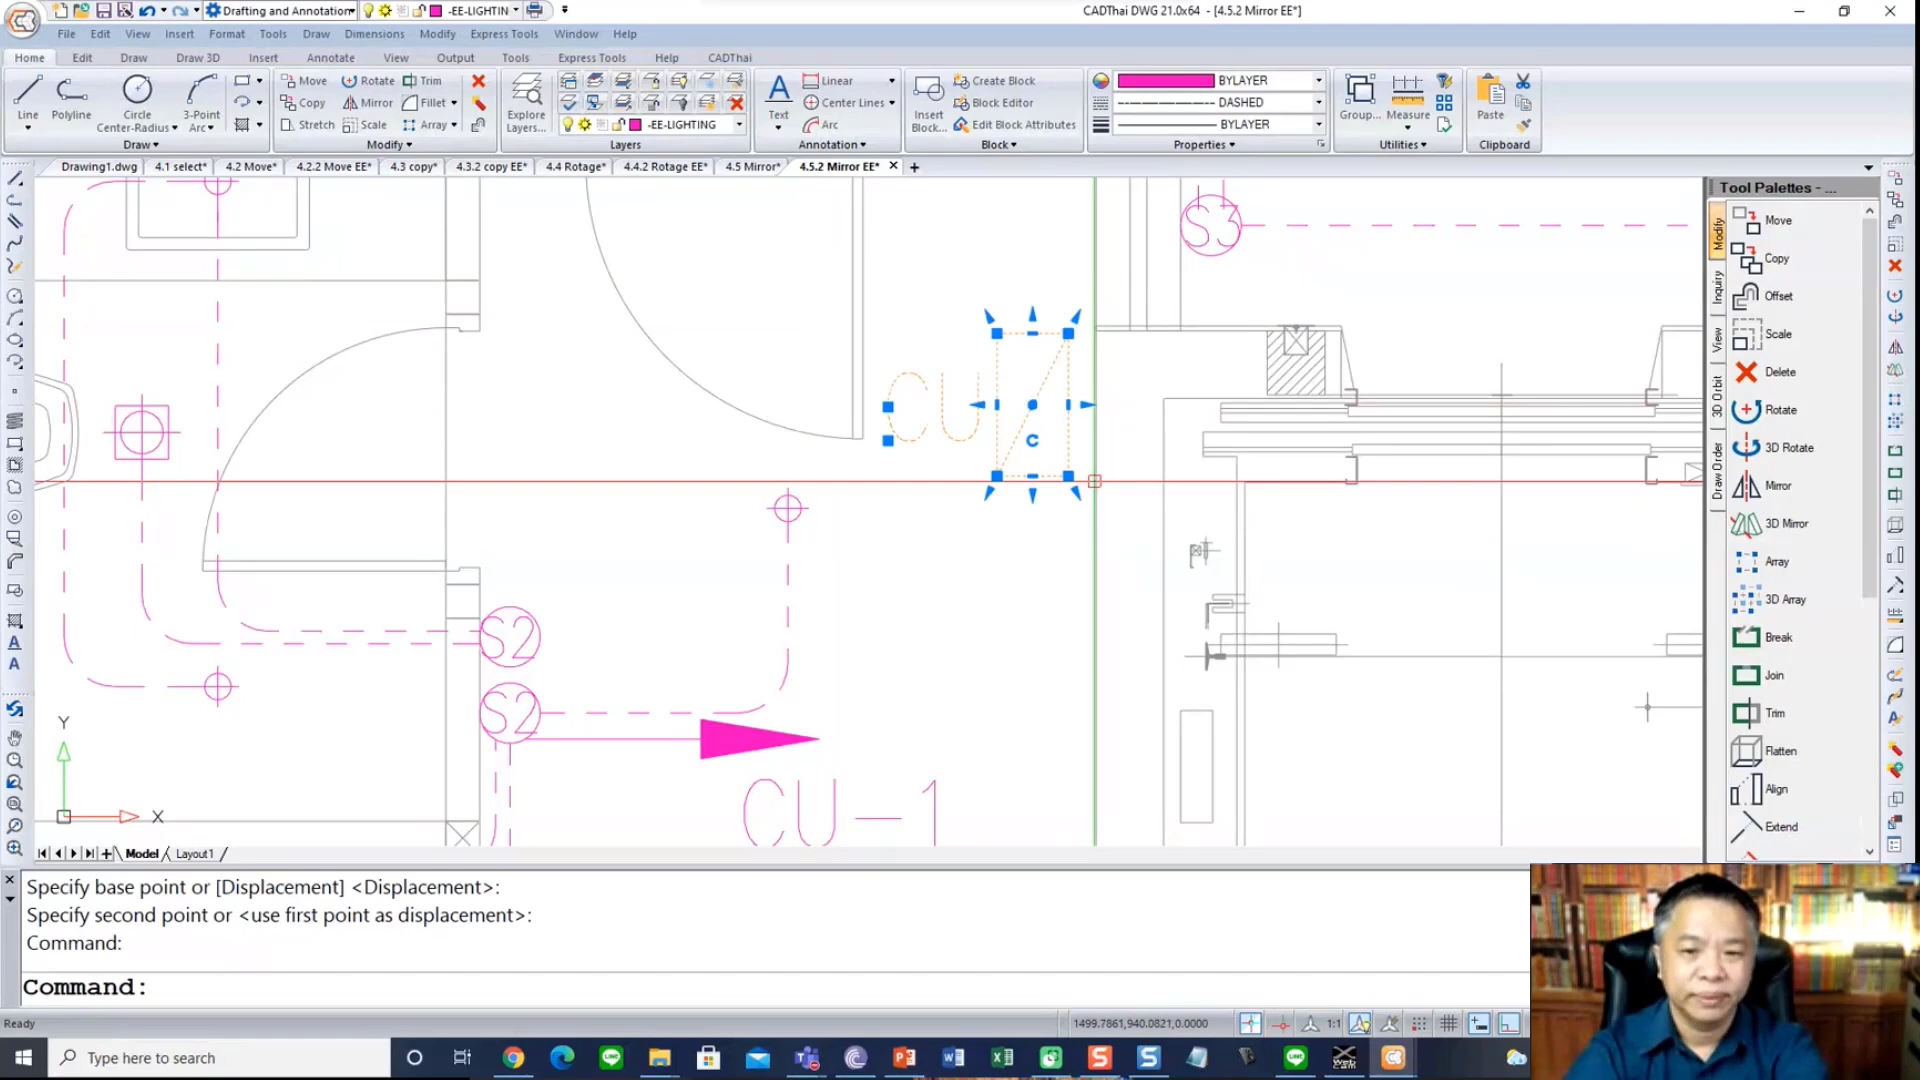 Drafting and Annotation
-EE-LIGHTIN
CADThai DWG 21.0x64 - [4.5.2 Mirror EE*]
File Edit View Insert Format Tools Draw Dimensions Modify Express Tools Window Help
Home Edit Draw Draw 3D Insert Annotate View Output Tools Express Tools Help CADThai
Line
Polyline
Circle
Center-Radius
3-Point
Arc
Draw
Move Rotate Trim
Copy Mirror Fillet
Stretch Scale Array
Modify
Explore
Layers...
-EE-LIGHTING
Layers
Text
Linear
Center Lines
Arc
Annotation
Insert
Block...
Create Block
Block Editor
Edit Block Attributes
Block
BYLAYER
DASHED
BYLAYER
Properties
Group...
Measure
Utilities
Paste
Clipboard
Drawing1.dwg 4.1 select* 4.2 Move* 4.2.2 Move EE* 4.3 copy* 4.3.2 copy EE* 4.4 Rotage* 4.4.2 Rotage EE* 4.5 Mirror* 4.5.2 Mirror EE*
Tool Palettes - ...
Modify
Inquiry
View
3D Orbit
Draw Order
Move
Copy
Offset
Scale
Delete
Rotate
3D Rotate
Mirror
3D Mirror
Array
3D Array
Break
Join
Trim
Flatten
Align
Extend
S3
CU
C
S2
S2
CU-1
Y
X
Model
Layout1
Specify base point or [Displacement] <Displacement>:
Specify second point or <use first point as displacement>:
Command:
Command:
Ready
1499.7861,940.0821,0.0000
1:1
Type here to search